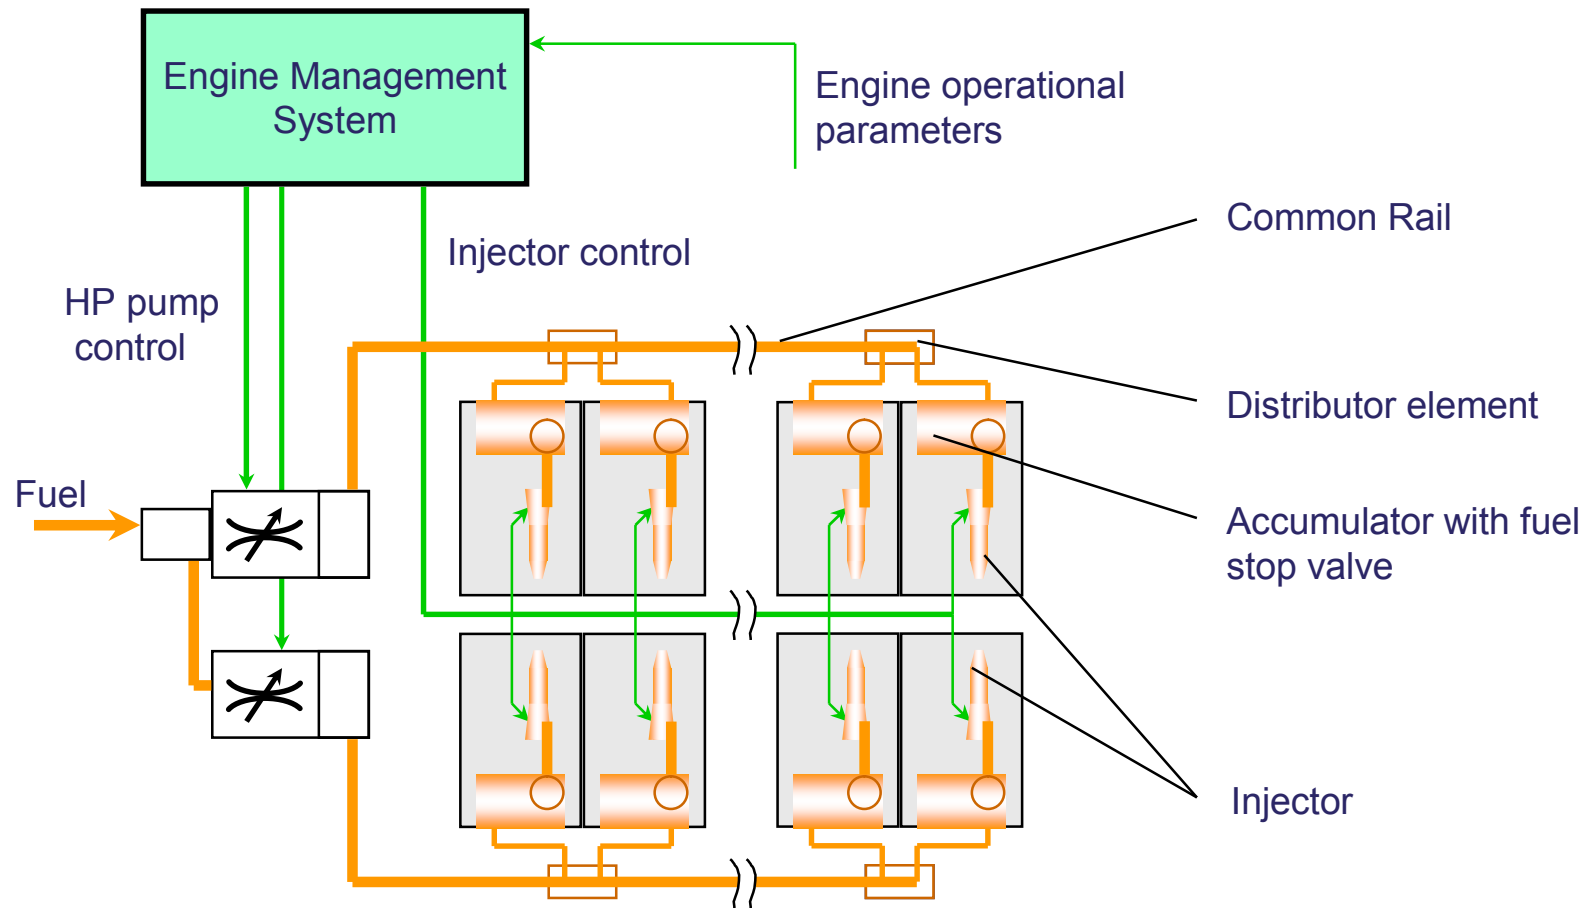 Engine Management
System
Engine operational
parameters
Common Rail
Injector control
HP pump
control
Distributor element
Fuel
Accumulator with fuel
stop valve
Injector